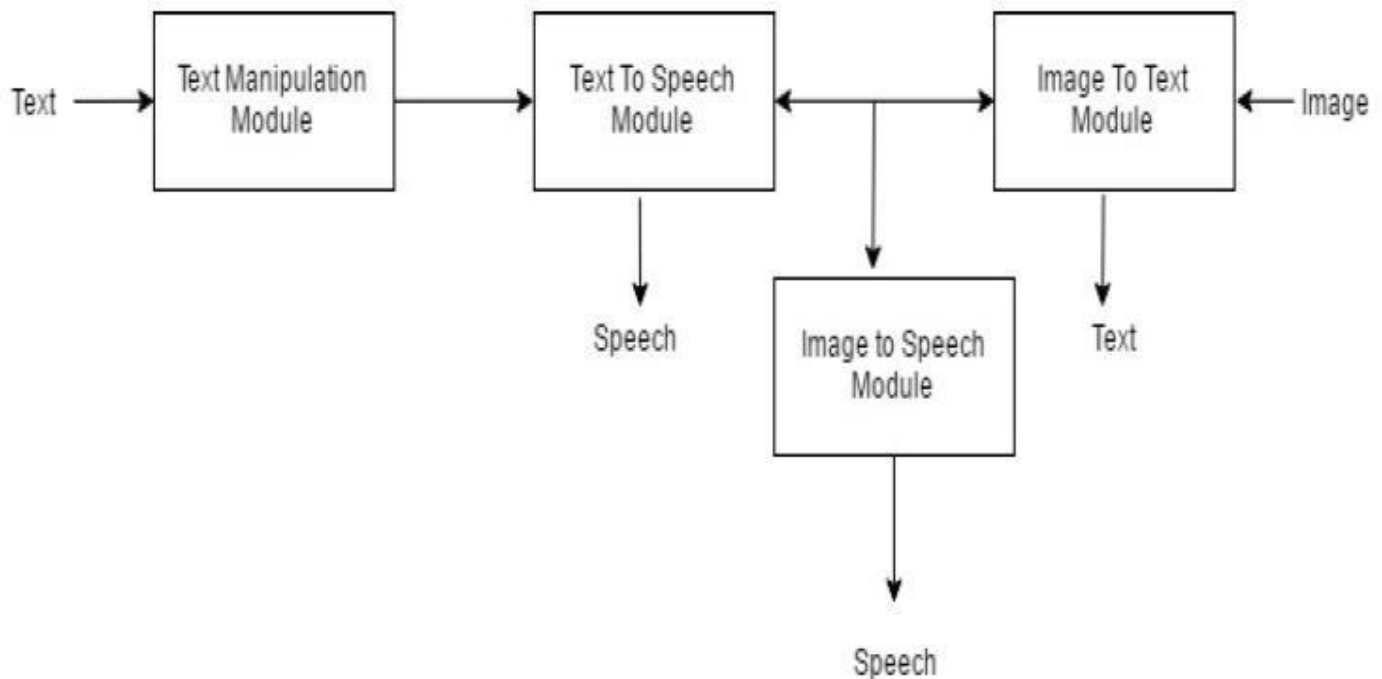 Text
Text Manipulation
Module
Text To Speech
Module
Image To Text
Module
Image
Speech
Image to Speech
Module
Text
Speech